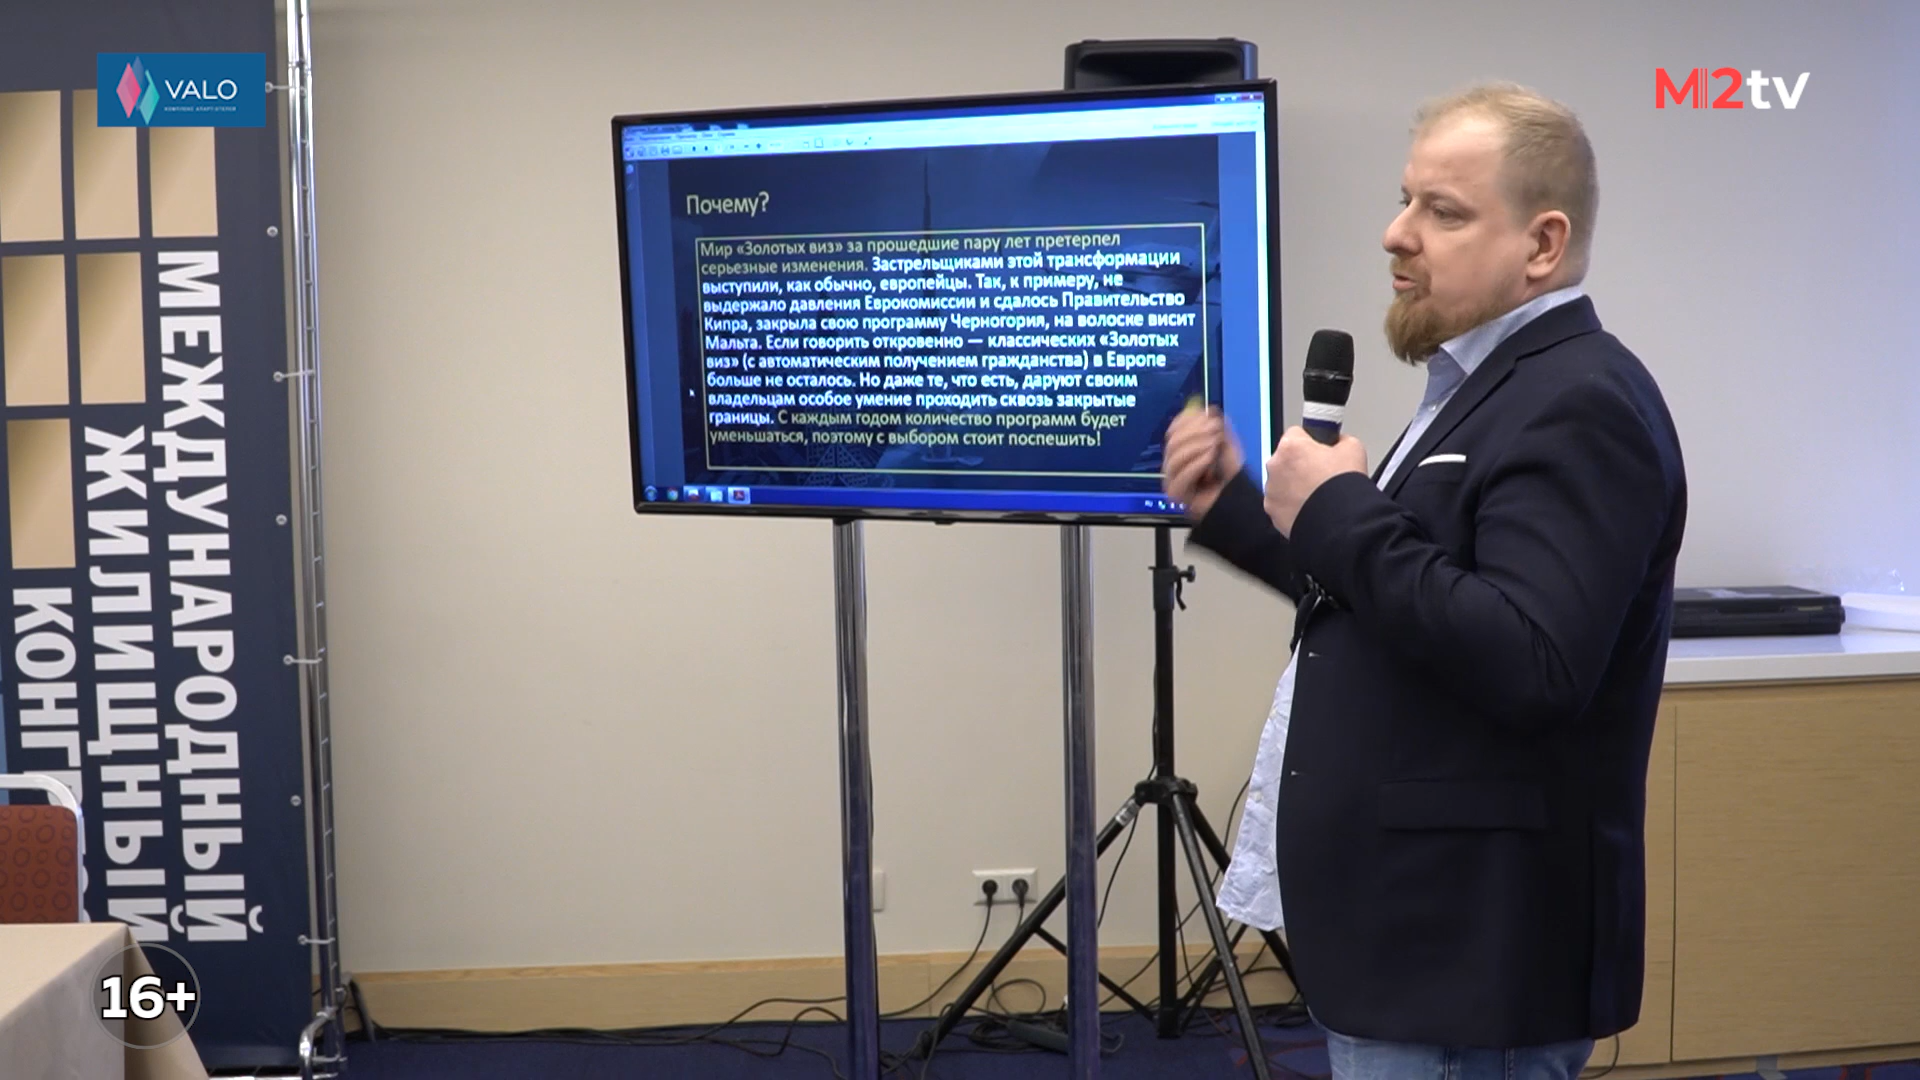 VALO
КОМПЛЕКС АПАРТ-ОТЕЛЕЙ
M2tv
Почему?
Мир «Золотых виз» за прошедшие пару лет претерпел
серьезные изменения. Застрельщиками этой трансформации
выступили, как обычно, европейцы. Так, к примеру, не
выдержало давления Еврокомиссии и сдалось Правительство
Кипра, закрыла свою программу Черногория, на волоске висит
Мальта. Если говорить откровенно — классических «Золотых
виз» (с автоматическим получением гражданства) в Европе
больше не осталось. Но даже те, что есть, даруют своим
владельцам особое умение проходить сквозь закрытые
границы. С каждым годом количество программ будет
уменьшаться, поэтому с выбором стоит поспешить!
МЕЖДУНАРОДНЫЙ
ЖИЛИЩНЫЙ
16+